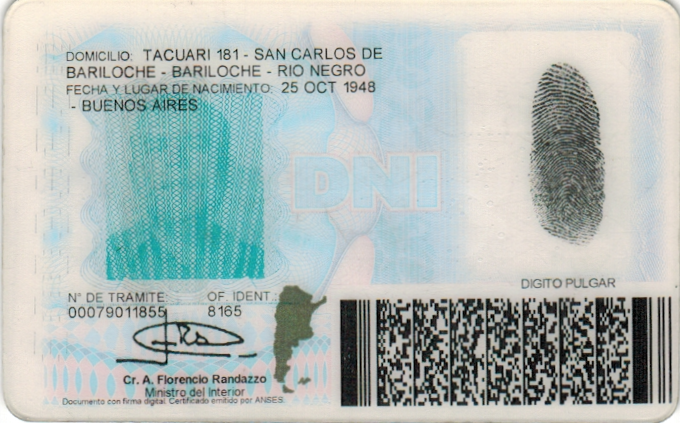 DOMICILIO: TACUARI 181 - SAN CARLOS DE
BARILOCHE - BARILOCHE - RIO NEGRO
FECHA Y LUGAR DE NACIMIENTO: 25 OCT 1948
- BUENOS AIRES
DNI
DIGITO PULGAR
N° DE TRAMITE OF. IDENT.:
00079011855 8165
Cr. A. Florencio Randazzo
Ministro del Interior
Documento con firma digital. Certificado emitido por ANSES.